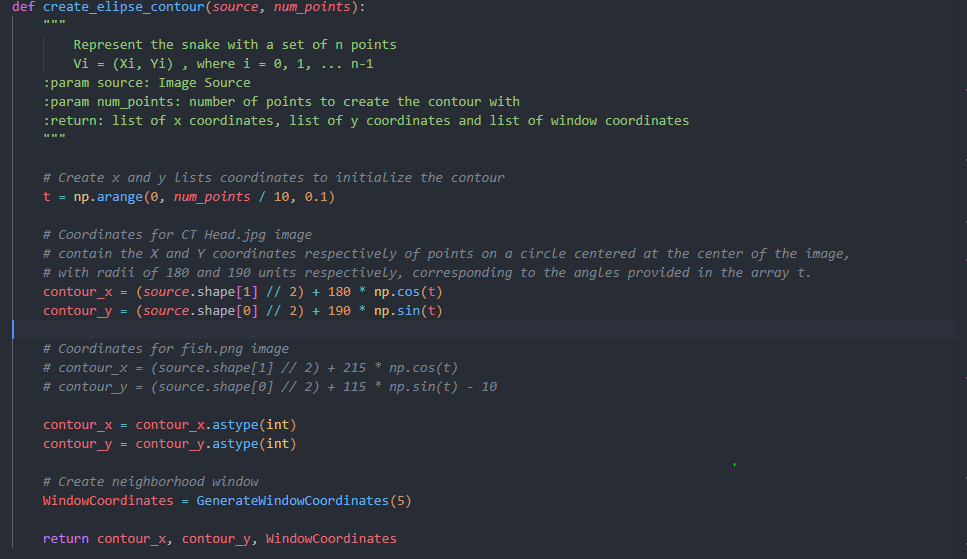 def create_elipse_contour(source, num_points):
"""
Represent the snake with a set of n points
Vi = (Xi, Yi) , where i = 0, 1, ... n-1
:param source: Image Source
:param num_points: number of points to create the contour with
:return: list of x coordinates, list of y coordinates and list of window coordinates
"""
# Create x and y lists coordinates to initialize the contour
t = np.arange(0, num_points / 10, 0.1)
# Coordinates for CT Head.jpg image
# contain the X and Y coordinates respectively of points on a circle centered at the center of the image,
# with radii of 180 and 190 units respectively, corresponding to the angles provided in the array t.
contour_x = (source.shape[1] // 2) + 180 * np.cos(t)
contour_y = (source.shape[0] // 2) + 190 * np.sin(t)
# Coordinates for fish.png image
# contour_x = (source.shape[1] // 2) + 215 * np.cos(t)
# contour_y = (source.shape[0] // 2) + 115 * np.sin(t) - 10
contour_x = contour_x.astype(int)
contour_y = contour_y.astype(int)
# Create neighborhood window
WindowCoordinates = GenerateWindowCoordinates(5)
return contour_x, contour_y, WindowCoordinates